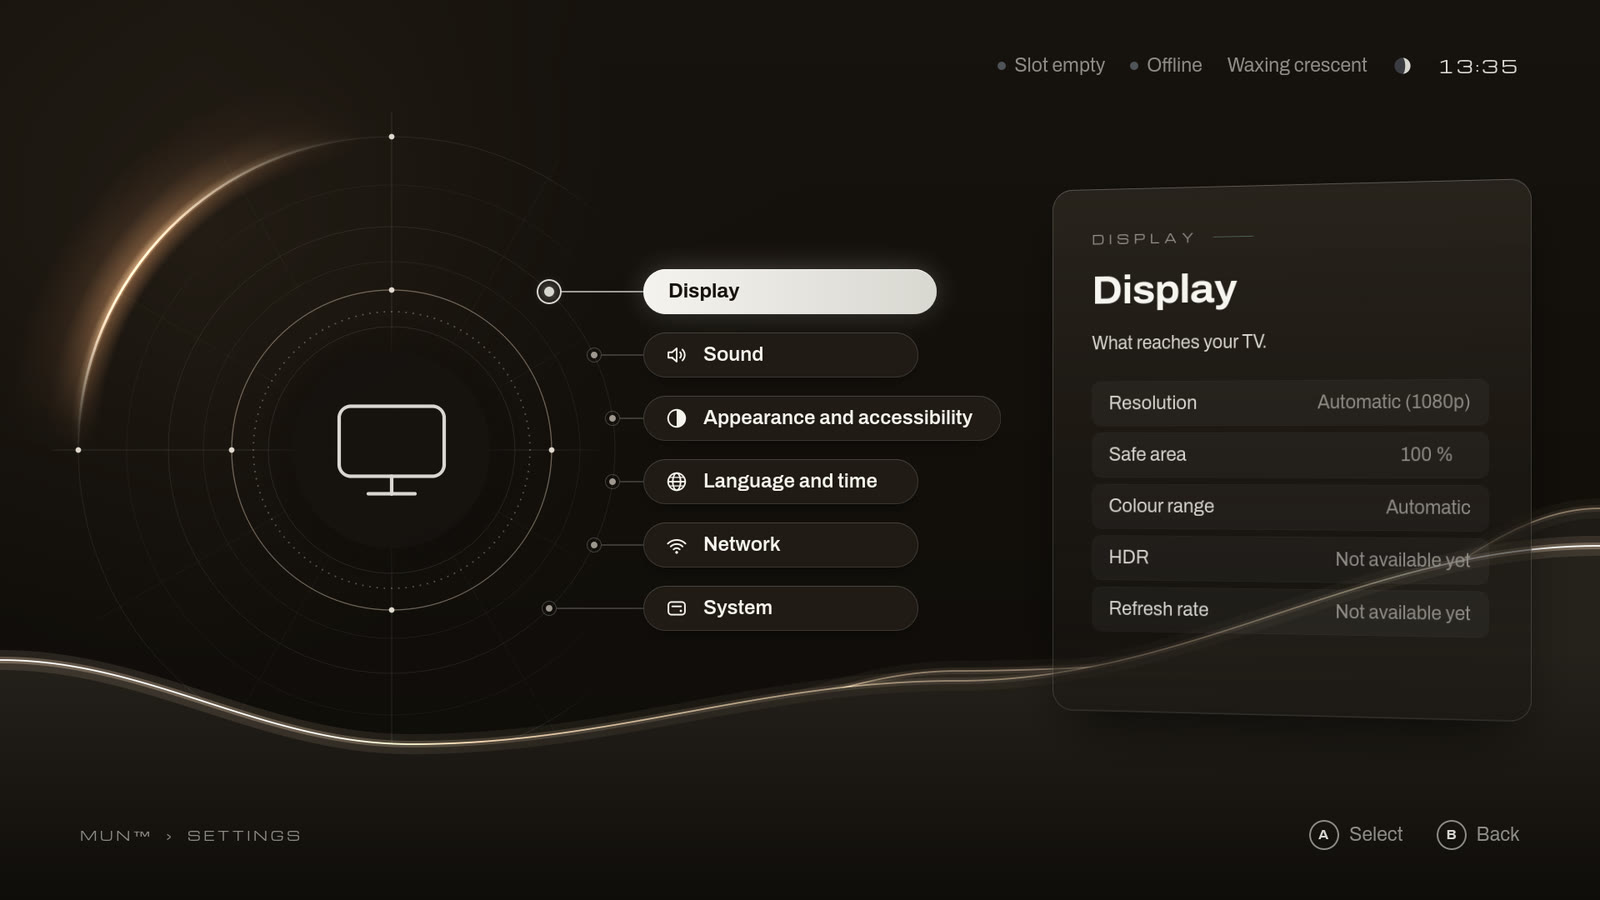 Slot empty Offline Waxing crescent 13:35
Display
Sound
Appearance and accessibility
Language and time
Network
System
DISPLAY
Display
What reaches your TV.
Resolution Automatic (1080p)
Safe area 100 %
Colour range Automatic
HDR Not available yet
Refresh rate Not available yet
MUN™ › SETTINGS
A Select B Back